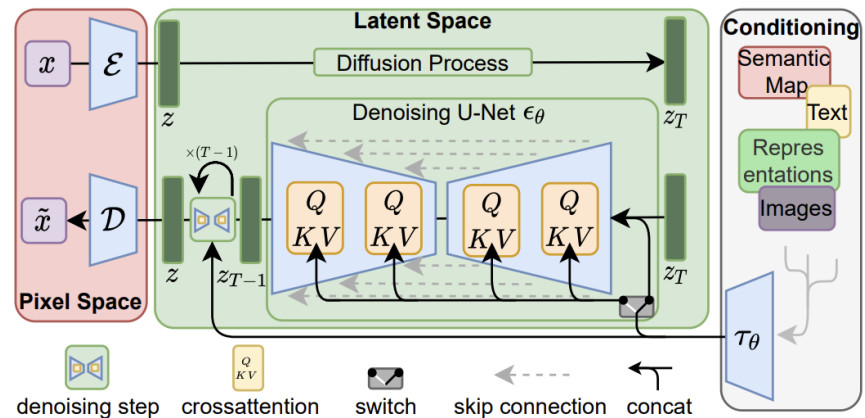 Latent Space
Conditioning
x
ℰ
Diffusion Process
Semantic
Map
Text
z
z_T
Denoising U-Net ϵ_θ
Repres
entations
Images
×(T−1)
x̃
𝒟
Q
KV
Q
KV
Q
KV
Q
KV
z
z_{T−1}
z_T
Pixel Space
τ_θ
Q
KV
denoising step
crossattention
switch
skip connection
concat